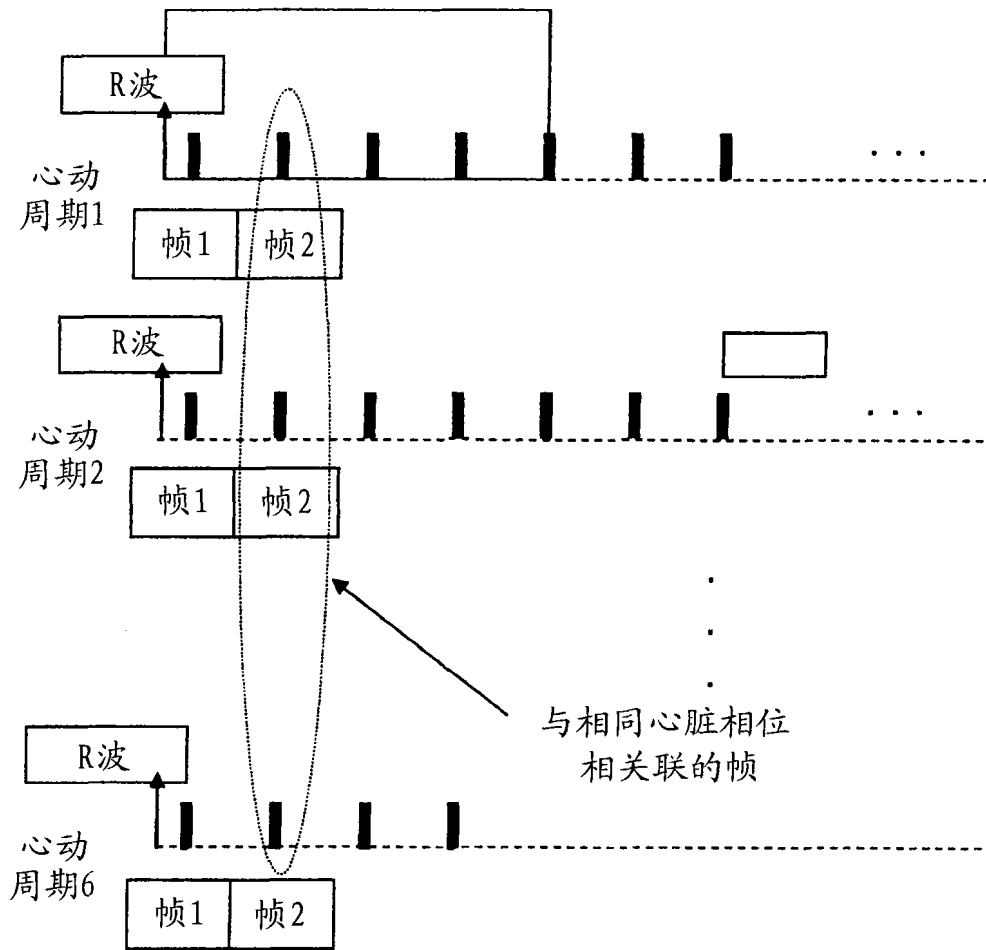 R波
心动
周期1
. . .
帧1 帧2
R波
心动
周期2
. . .
帧1 帧2
.
.
.
与相同心脏相位
相关联的帧
R波
心动
周期6
帧1 帧2